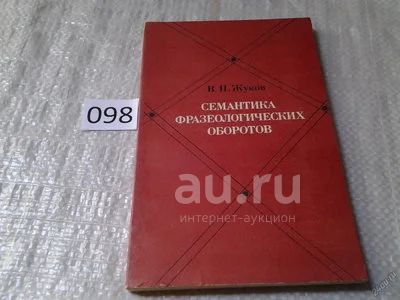 В. П. Жуков
СЕМАНТИКА
ФРАЗЕОЛОГИЧЕСКИХ
ОБОРОТОВ
098
au.ru
интернет-аукцион